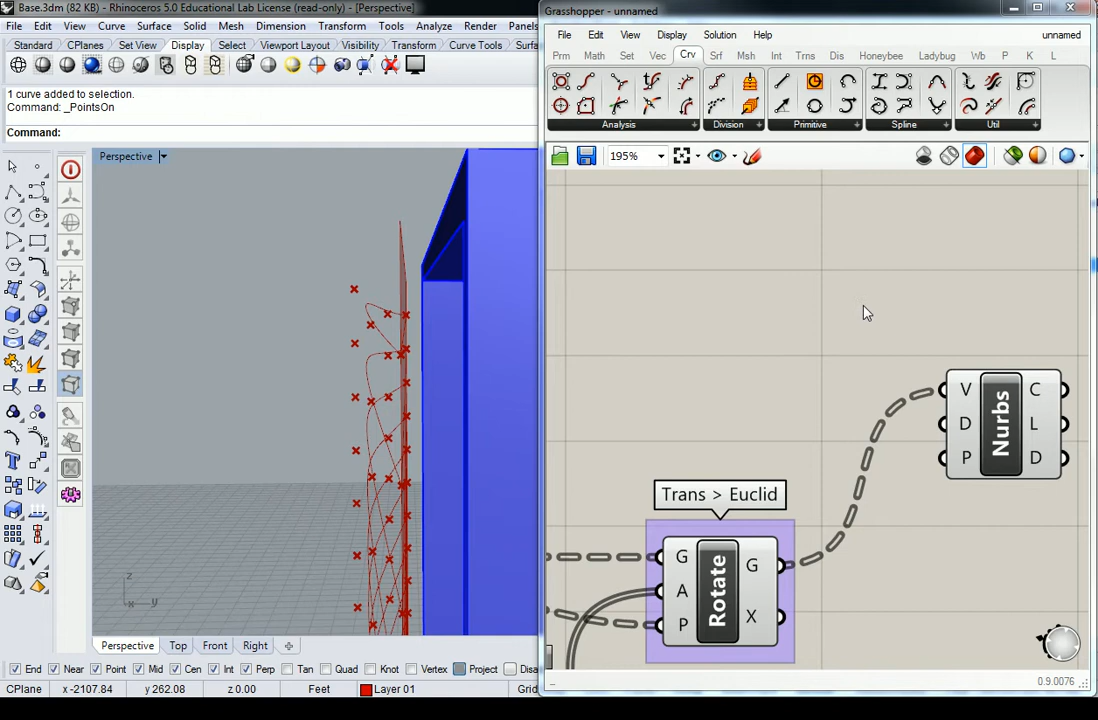 Base.3dm (82 KB) - Rhinoceros 5.0 Educational Lab License (read-only) - [Perspective]
File Edit View Curve Surface Solid Mesh Dimension Transform Tools Analyze Render Panels
Standard CPlanes Set View Display Select Viewport Layout Visibility Transform Curve Tools
1 curve added to selection.
Command: _PointsOn
Command:
Perspective
z
x y
Perspective Top Front Right
End Near Point Mid Cen Int Perp Tan Quad Knot Vertex Project
CPlane x -2107.84 y 262.08 z 0.00 Feet Layer 01
Grasshopper - unnamed
File Edit View Display Solution Help unnamed
Prm Math Set Vec Crv Srf Msh Int Trns Dis Honeybee Ladybug Wb P K L
Analysis Division Primitive Spline Util
195%
V D P Nurbs C L D
Trans > Euclid
G A P Rotate G X
0.9.0076